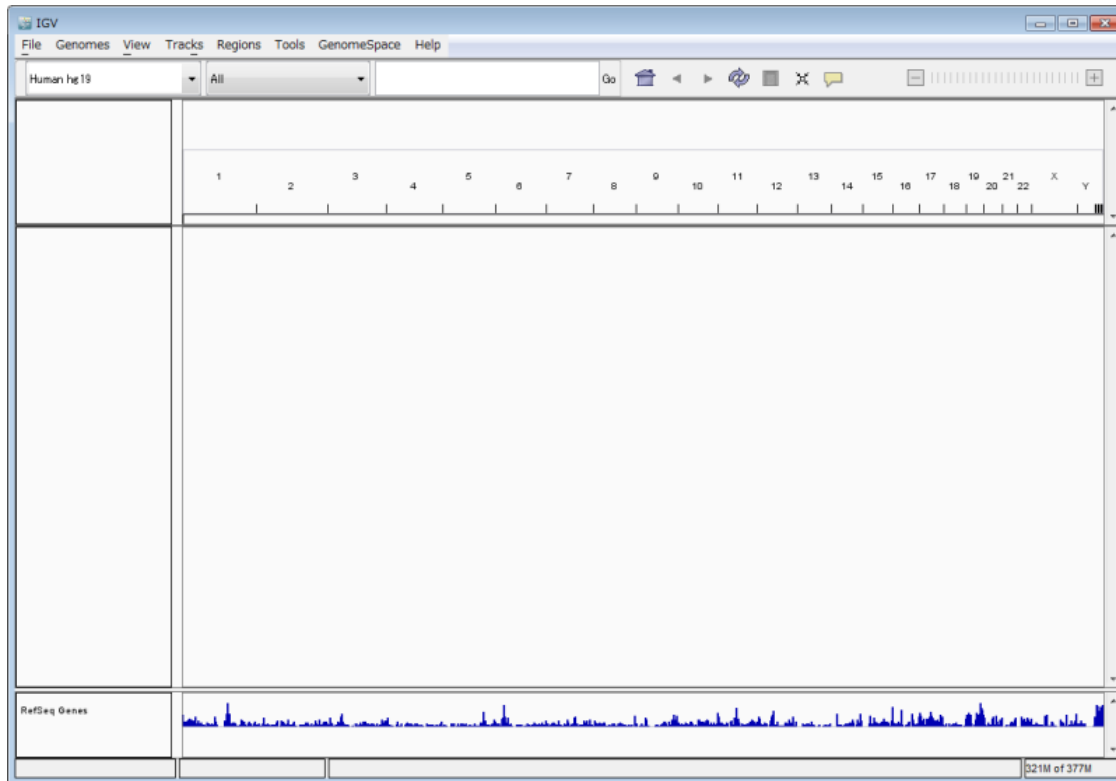 IGV
File Genomes View Tracks Regions Tools GenomeSpace Help
Human hg19 All Go
1 2 3 4 5 6 7 8 9 10 11 12 13 14 15 16 17 18 19 20 21 22 X Y
RefSeq Genes
321M of 377M